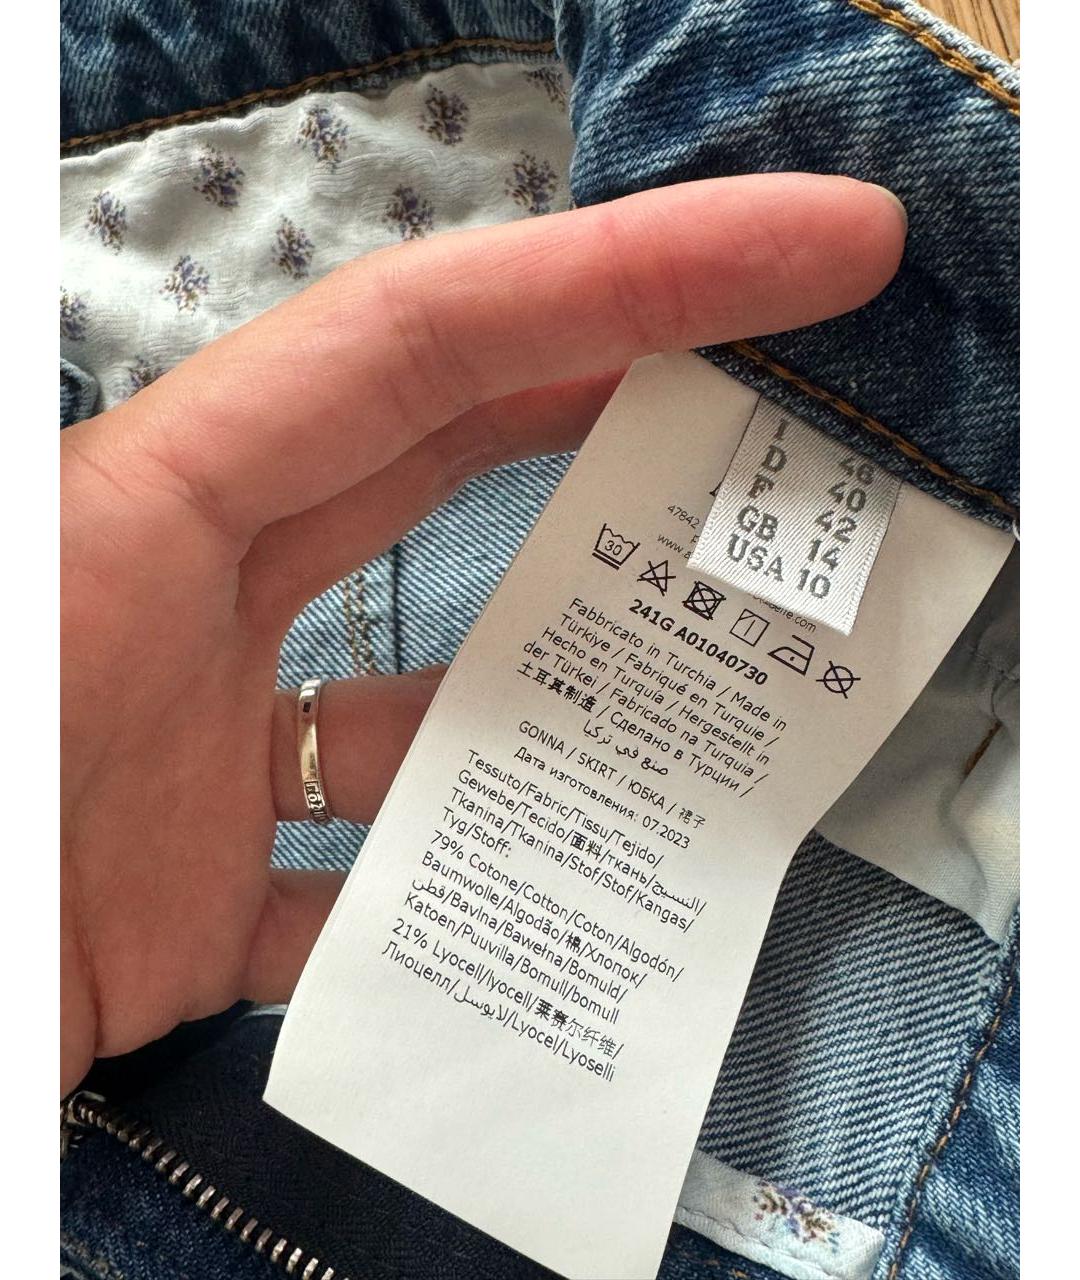 I 46
D 40
F 42
GB 14
USA 10
47842
www.
30
241G A01040730
Fabbricato in Turchia / Made in
Türkiye / Fabriqué en Turquie /
Hecho en Turquía / Hergestellt in
der Türkei / Fabricado na Turquia /
土耳其制造 / Сделано в Турции /
صنع في تركيا
GONNA / SKIRT / ЮБКА / 裙子
Дата изготовления: 07.2023
Tessuto/Fabric/Tissu/Tejido/
Gewebe/Tecido/面料/ткань/النسيج/
Tkanina/Tkanina/Stof/Stof/Kangas/
Tyg/Stoff:
79% Cotone/Cotton/Coton/Algodón/
Baumwolle/Algodão/棉/Хлопок/
قطن/Bavlna/Bawełna/Bomuld/
Katoen/Puuvilla/Bomull/bomull
21% Lyocell/lyocell/莱赛尔纤维/
Лиоцелл/لايوسل/Lyocel/Lyoselli